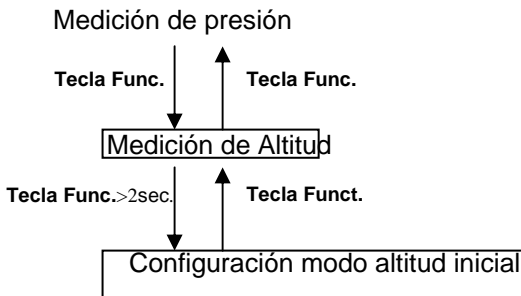 Medición de presión
Tecla Func. Tecla Func.
Medición de Altitud
Tecla Func.>2sec. Tecla Funct.
Configuración modo altitud inicial